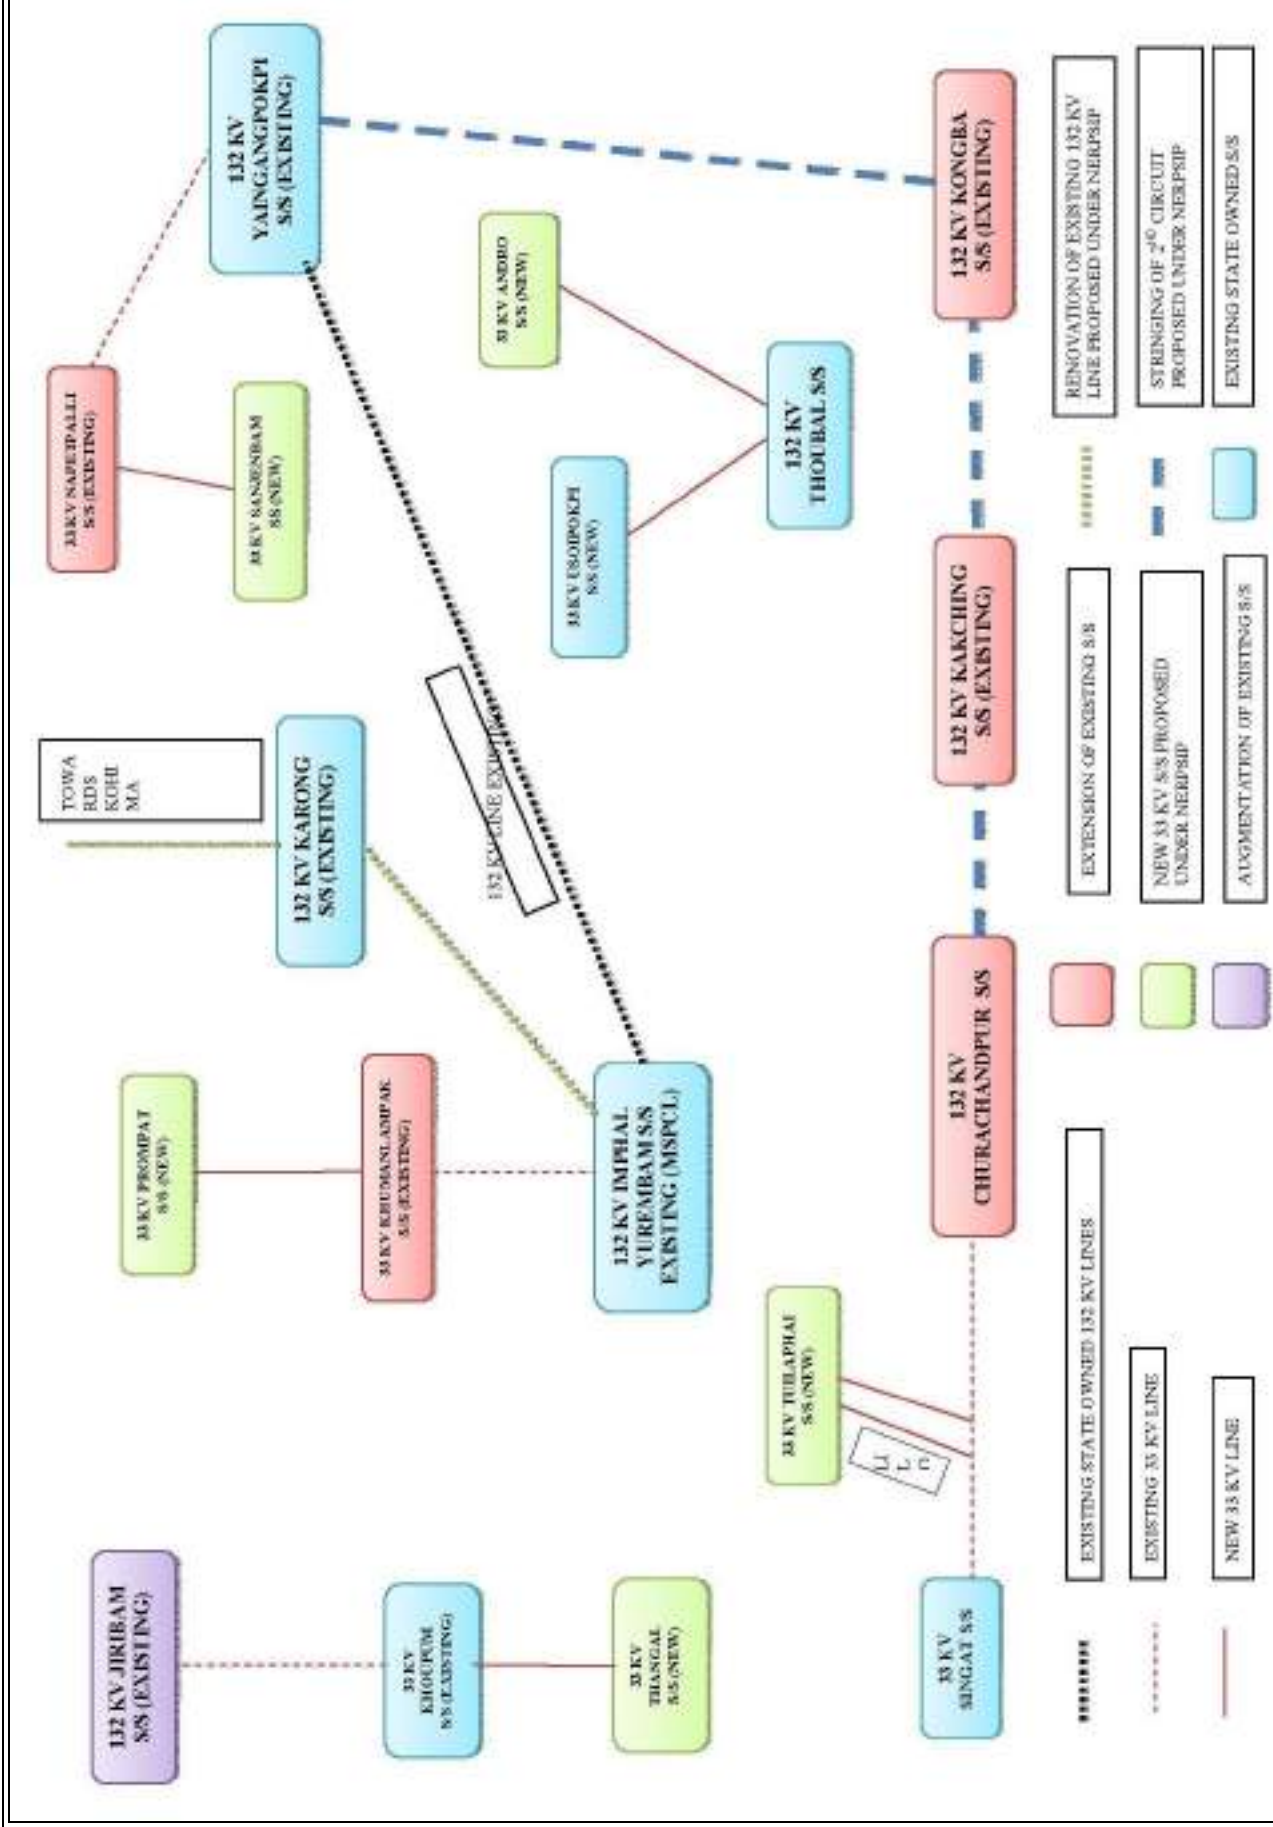 132 KV JIRIBAM
S/S (EXISTING)
33 KV PROMPAT
S/S (NEW)
TOWA
RDS
KOHI
MA
33 KV NAPETPALLI
S/S (EXISTING)
132 KV
YAINGANGPOKPI
S/S (EXISTING)
33 KV
KHOUPUM
S/S (EXISTING)
33 KV KHUMANLAMPAK
S/S (EXISTING)
132 KV KARONG
S/S (EXISTING)
33 KV SANJENBAM
SS (NEW)
33 KV
THANGAL
S/S (NEW)
132 KV IMPHAL
YUREMBAM S/S
EXISTING (MSPCL)
132 KV LINE
33 KV USOIPOKPI
S/S (NEW)
33 KV ANDRO
S/S (NEW)
33 KV TUILAPHAI
S/S (NEW)
132 KV
THOUBAL S/S
33 KV
SINGAT S/S
132 KV
CHURACHANDPUR S/S
132 KV KAKCHING
S/S (EXISTING)
132 KV KONGBA
S/S (EXISTING)
EXISTING STATE OWNED 132 KV LINES
EXTENSION OF EXISTING S/S
RENOVATION OF EXISTING 132 KV
LINE PROPOSED UNDER NERPSIP
EXISTING 33 KV LINE
NEW 33 KV S/S PROPOSED
UNDER NERPSIP
STRINGING OF 2ND CIRCUIT
PROPOSED UNDER NERPSIP
NEW 33 KV LINE
AUGMENTATION OF EXISTING S/S
EXISTING STATE OWNED S/S